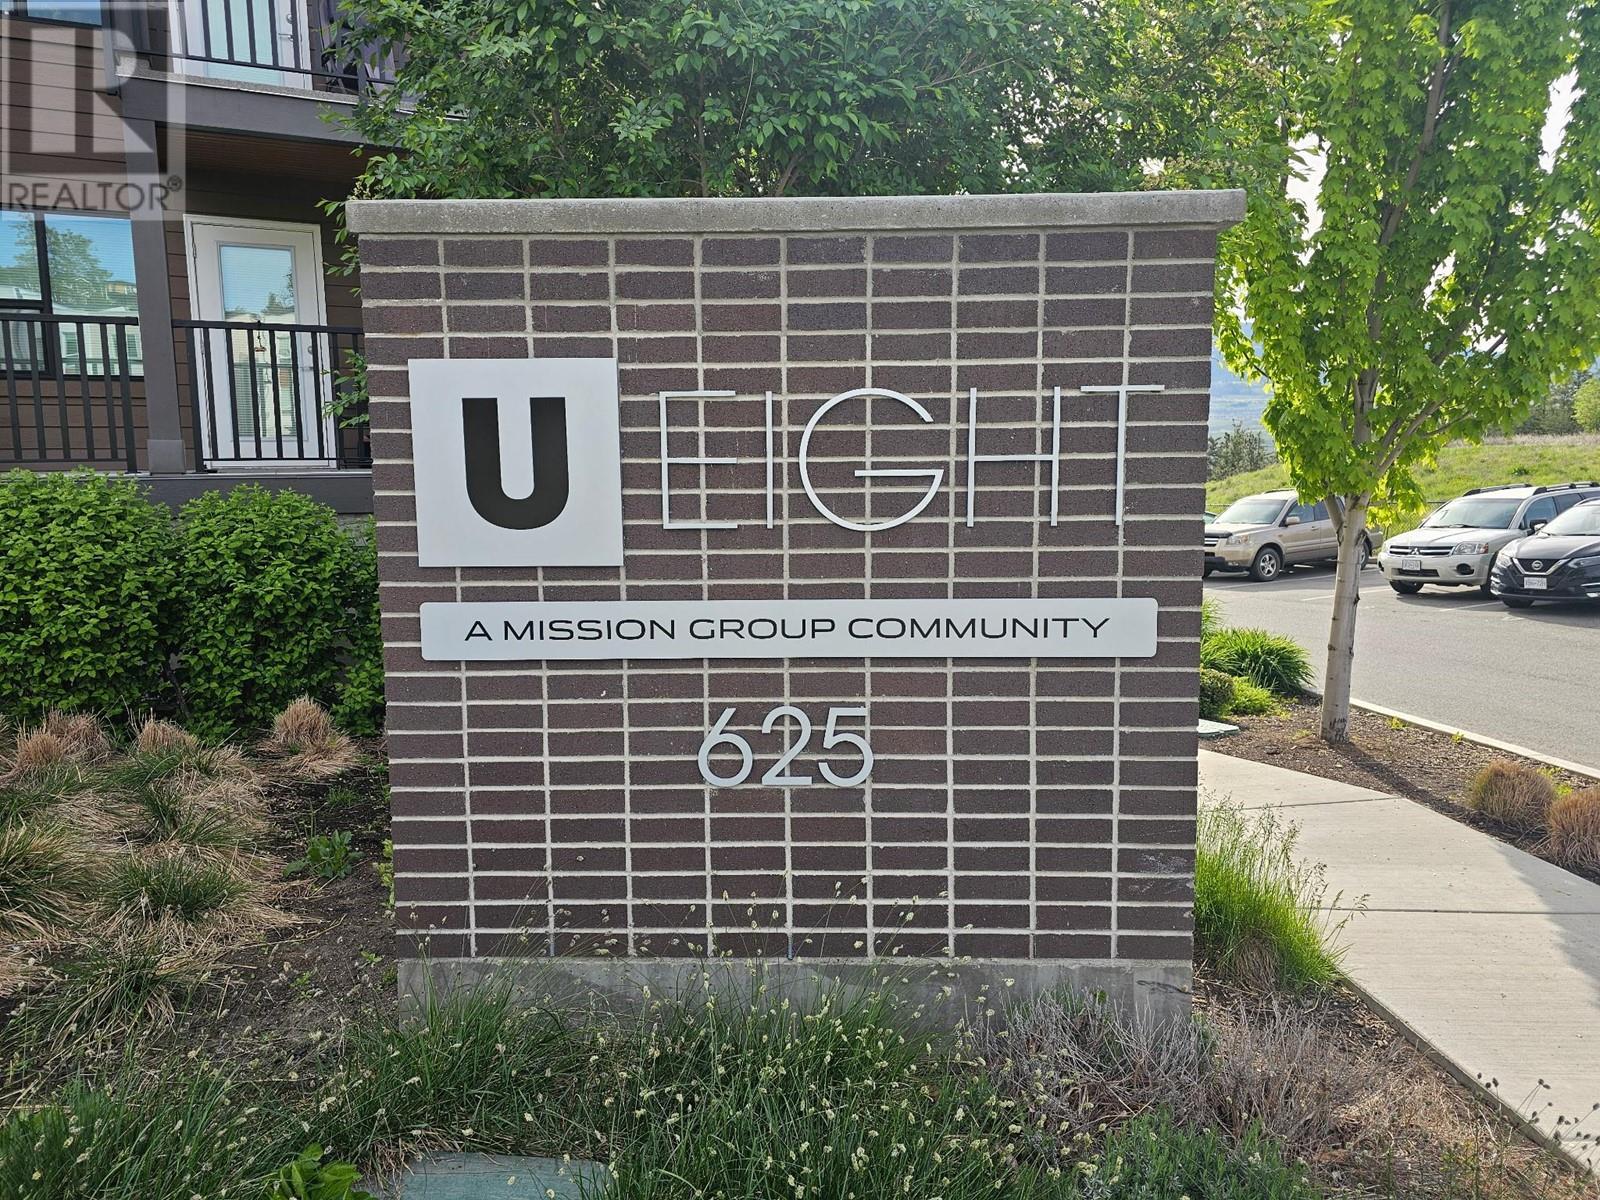 R
REALTOR®
U EIGHT
A MISSION GROUP COMMUNITY
625